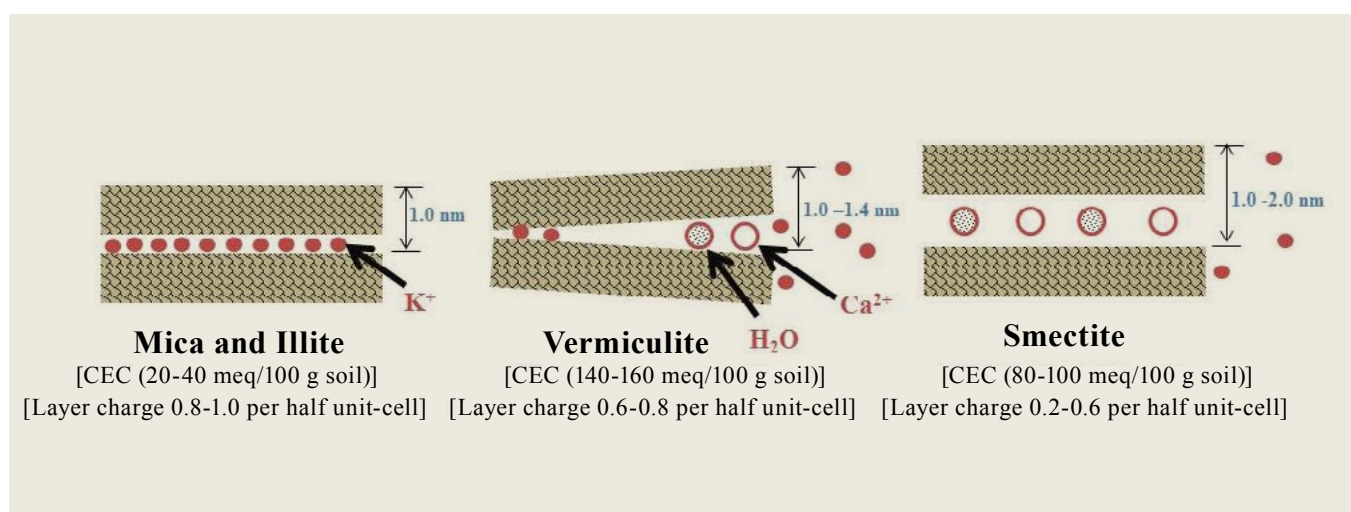 1.0 nm
K⁺
Mica and Illite
[CEC (20-40 meq/100 g soil)]
[Layer charge 0.8-1.0 per half unit-cell]
1.0 –1.4 nm
Ca²⁺
H₂O
Vermiculite
[CEC (140-160 meq/100 g soil)]
[Layer charge 0.6-0.8 per half unit-cell]
1.0 -2.0 nm
Smectite
[CEC (80-100 meq/100 g soil)]
[Layer charge 0.2-0.6 per half unit-cell]